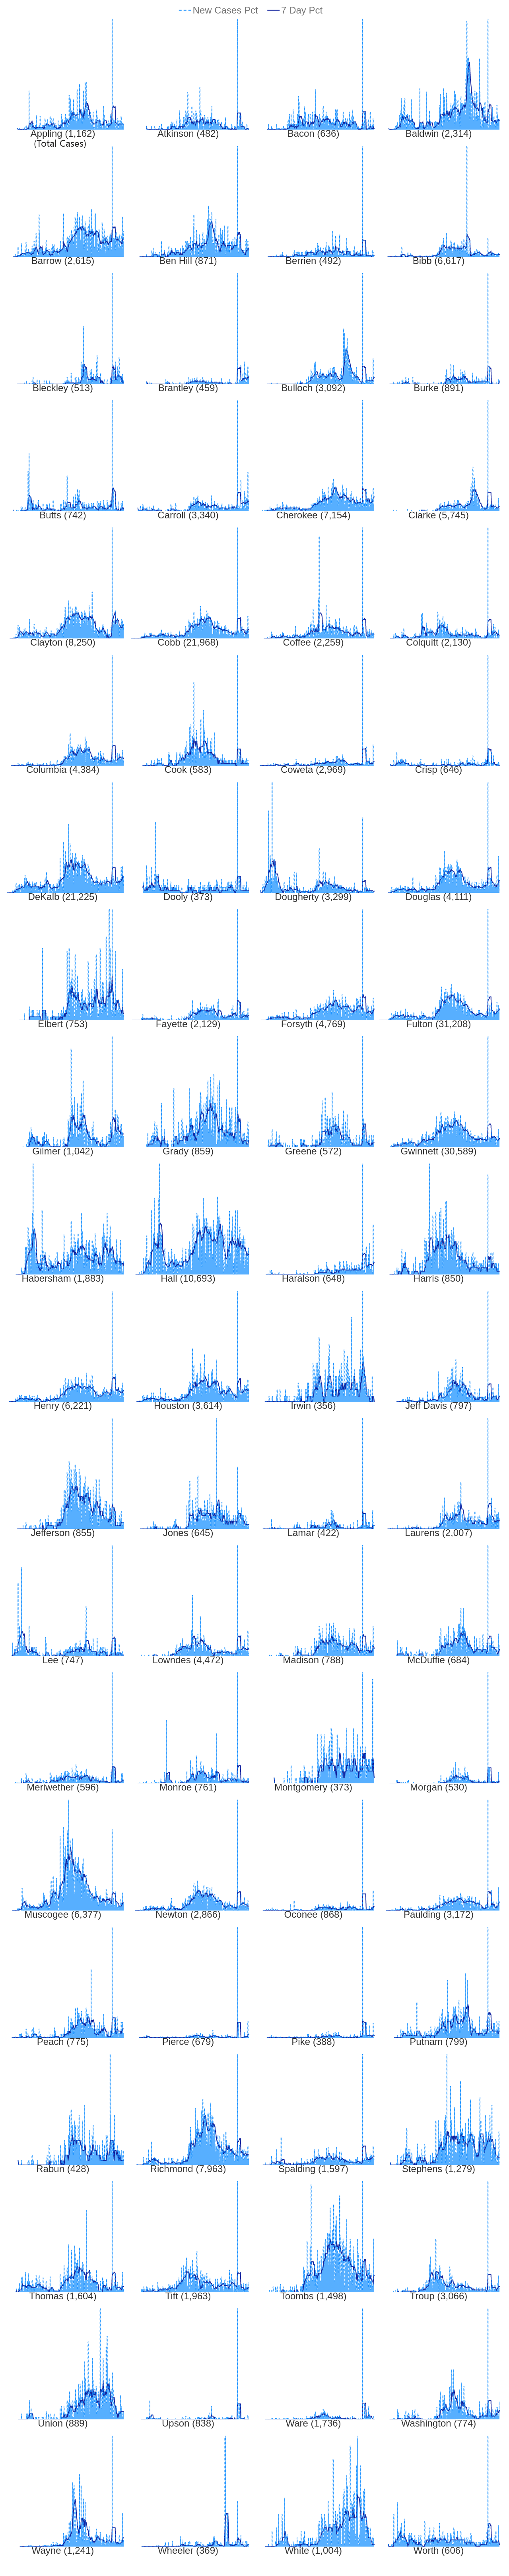 New Cases Pct 7 Day Pct
Appling (1,162) Atkinson (482) Bacon (636) Baldwin (2,314)
(Total Cases)
Barrow (2,615) Ben Hill (871) Berrien (492) Bibb (6,617)
Bleckley (513) Brantley (459) Bulloch (3,092) Burke (891)
Butts (742) Carroll (3,340) Cherokee (7,154) Clarke (5,745)
Clayton (8,250) Cobb (21,968) Coffee (2,259) Colquitt (2,130)
Columbia (4,384) Cook (583) Coweta (2,969) Crisp (646)
DeKalb (21,225) Dooly (373) Dougherty (3,299) Douglas (4,111)
Elbert (753) Fayette (2,129) Forsyth (4,769) Fulton (31,208)
Gilmer (1,042) Grady (859) Greene (572) Gwinnett (30,589)
Habersham (1,883) Hall (10,693) Haralson (648) Harris (850)
Henry (6,221) Houston (3,614) Irwin (356) Jeff Davis (797)
Jefferson (855) Jones (645) Lamar (422) Laurens (2,007)
Lee (747) Lowndes (4,472) Madison (788) McDuffie (684)
Meriwether (596) Monroe (761) Montgomery (373) Morgan (530)
Muscogee (6,377) Newton (2,866) Oconee (868) Paulding (3,172)
Peach (775) Pierce (679) Pike (388) Putnam (799)
Rabun (428) Richmond (7,963) Spalding (1,597) Stephens (1,279)
Thomas (1,604) Tift (1,963) Toombs (1,498) Troup (3,066)
Union (889) Upson (838) Ware (1,736) Washington (774)
Wayne (1,241) Wheeler (369) White (1,004) Worth (606)